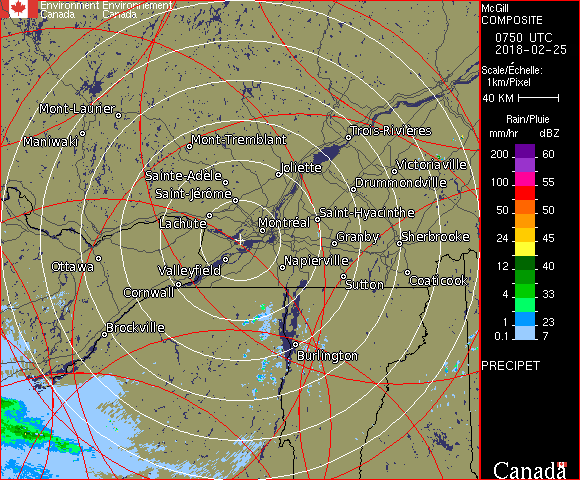 Environment Environnement
Canada Canada
McGill
COMPOSITE
0750 UTC
2018-02-25
Scale/Échelle:
1km/Pixel
40 KM
Rain/Pluie
mm/hr dBZ
200 60
155
100 55
50 50
24 45
12 40
4 33
1 23
0.1 7
PRECIPET
Canada
Mont-Laurier
Maniwaki
Mont-Tremblant
Trois-Rivières
Sainte-Adèle
Joliette
Victoriaville
Saint-Jérôme
Drummondville
Lachute
Montréal
Saint-Hyacinthe
Granby
Sherbrooke
Ottawa
Valleyfield
Napierville
Cornwall
Sutton
Coaticook
Brockville
Burlington